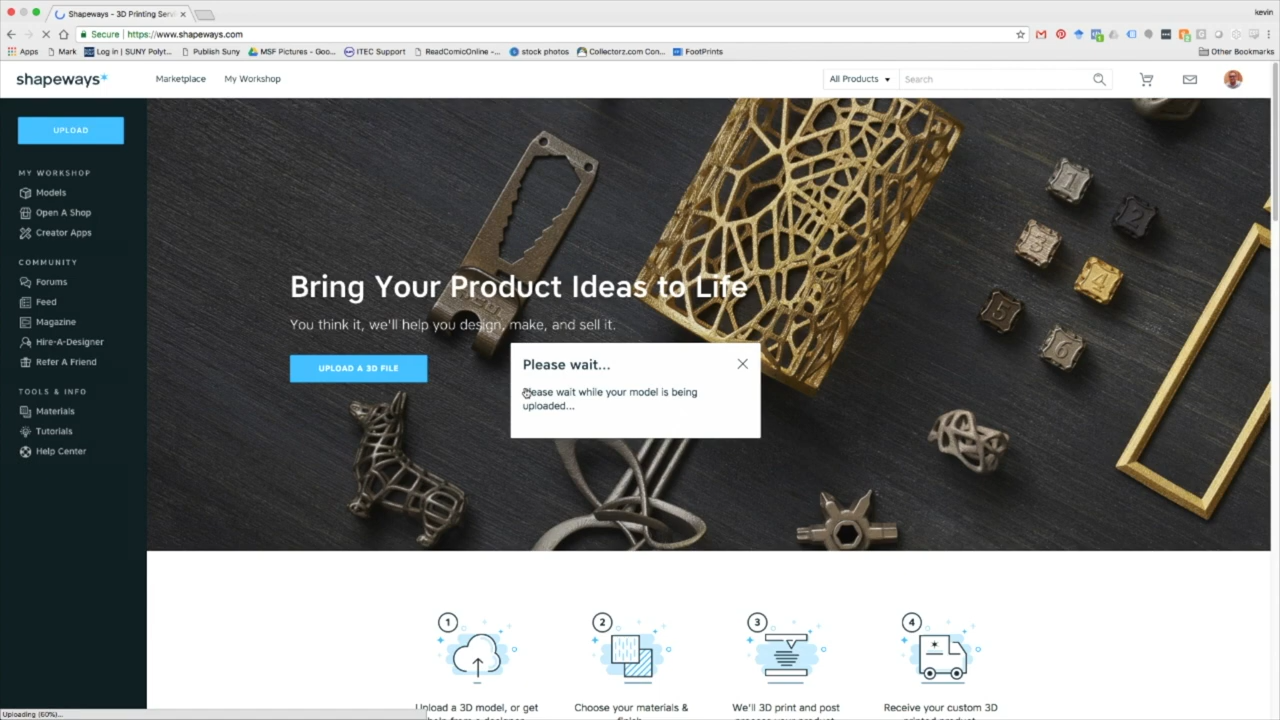 Shapeways - 3D Printing Serv
kevin
Secure https://www.shapeways.com
Apps Mark Log in | SUNY Polyt... Publish Suny MSF Pictures - Goo... ITEC Support ReadComicOnline -... stock photos Collectorz.com Con... FootPrints Other Bookmarks
shapeways* Marketplace My Workshop All Products Search
UPLOAD
MY WORKSHOP
Models
Open A Shop
Creator Apps
COMMUNITY
Forums
Feed
Magazine
Hire-A-Designer
Refer A Friend
TOOLS & INFO
Materials
Tutorials
Help Center
Bring Your Product Ideas to Life
You think it, we'll help you design, make, and sell it.
UPLOAD A 3D FILE
Please wait...
Please wait while your model is being
uploaded...
1 2 3 4 5 6
1 2 3 4
Upload a 3D model, or get
Choose your materials &
We'll 3D print and post
Receive your custom 3D
Uploading (60%)...